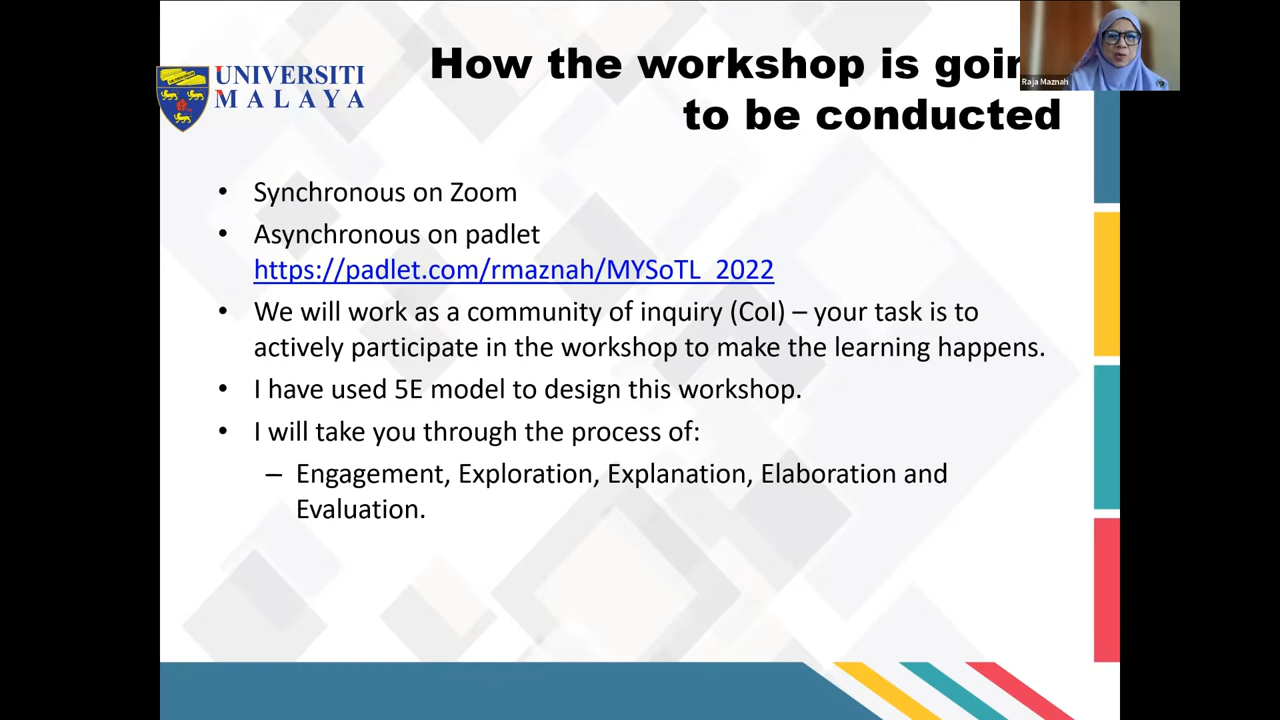 How the workshop is goin
to be conducted
UNIVERSITI
MALAYA
Raja Maznah
• Synchronous on Zoom
• Asynchronous on padlet
https://padlet.com/rmaznah/MYSoTL_2022
• We will work as a community of inquiry (CoI) – your task is to
actively participate in the workshop to make the learning happens.
• I have used 5E model to design this workshop.
• I will take you through the process of:
– Engagement, Exploration, Explanation, Elaboration and
Evaluation.